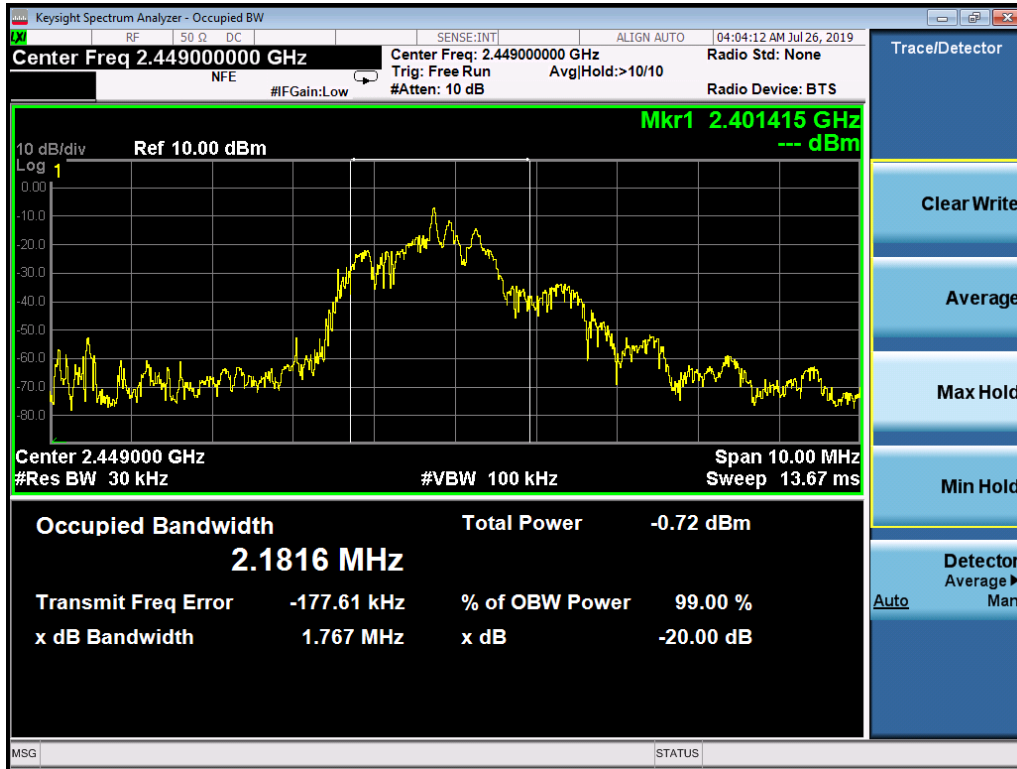 Keysight Spectrum Analyzer - Occupied BW
LXI RF 50 Ω DC SENSE:INT ALIGN AUTO 04:04:12 AM Jul 26, 2019
Center Freq 2.449000000 GHz
NFE
#IFGain:Low
Center Freq: 2.449000000 GHz
Trig: Free Run Avg|Hold:>10/10
#Atten: 10 dB
Radio Std: None
Radio Device: BTS
Trace/Detector
Mkr1 2.401415 GHz
--- dBm
10 dB/div Ref 10.00 dBm
Log
1
0.00
-10.0
-20.0
-30.0
-40.0
-50.0
-60.0
-70.0
-80.0
Center 2.449000 GHz Span 10.00 MHz
#Res BW 30 kHz #VBW 100 kHz Sweep 13.67 ms
Occupied Bandwidth Total Power -0.72 dBm
2.1816 MHz
Transmit Freq Error -177.61 kHz % of OBW Power 99.00 %
x dB Bandwidth 1.767 MHz x dB -20.00 dB
Clear Write
Average
Max Hold
Min Hold
Detector
Average
Auto Man
MSG STATUS